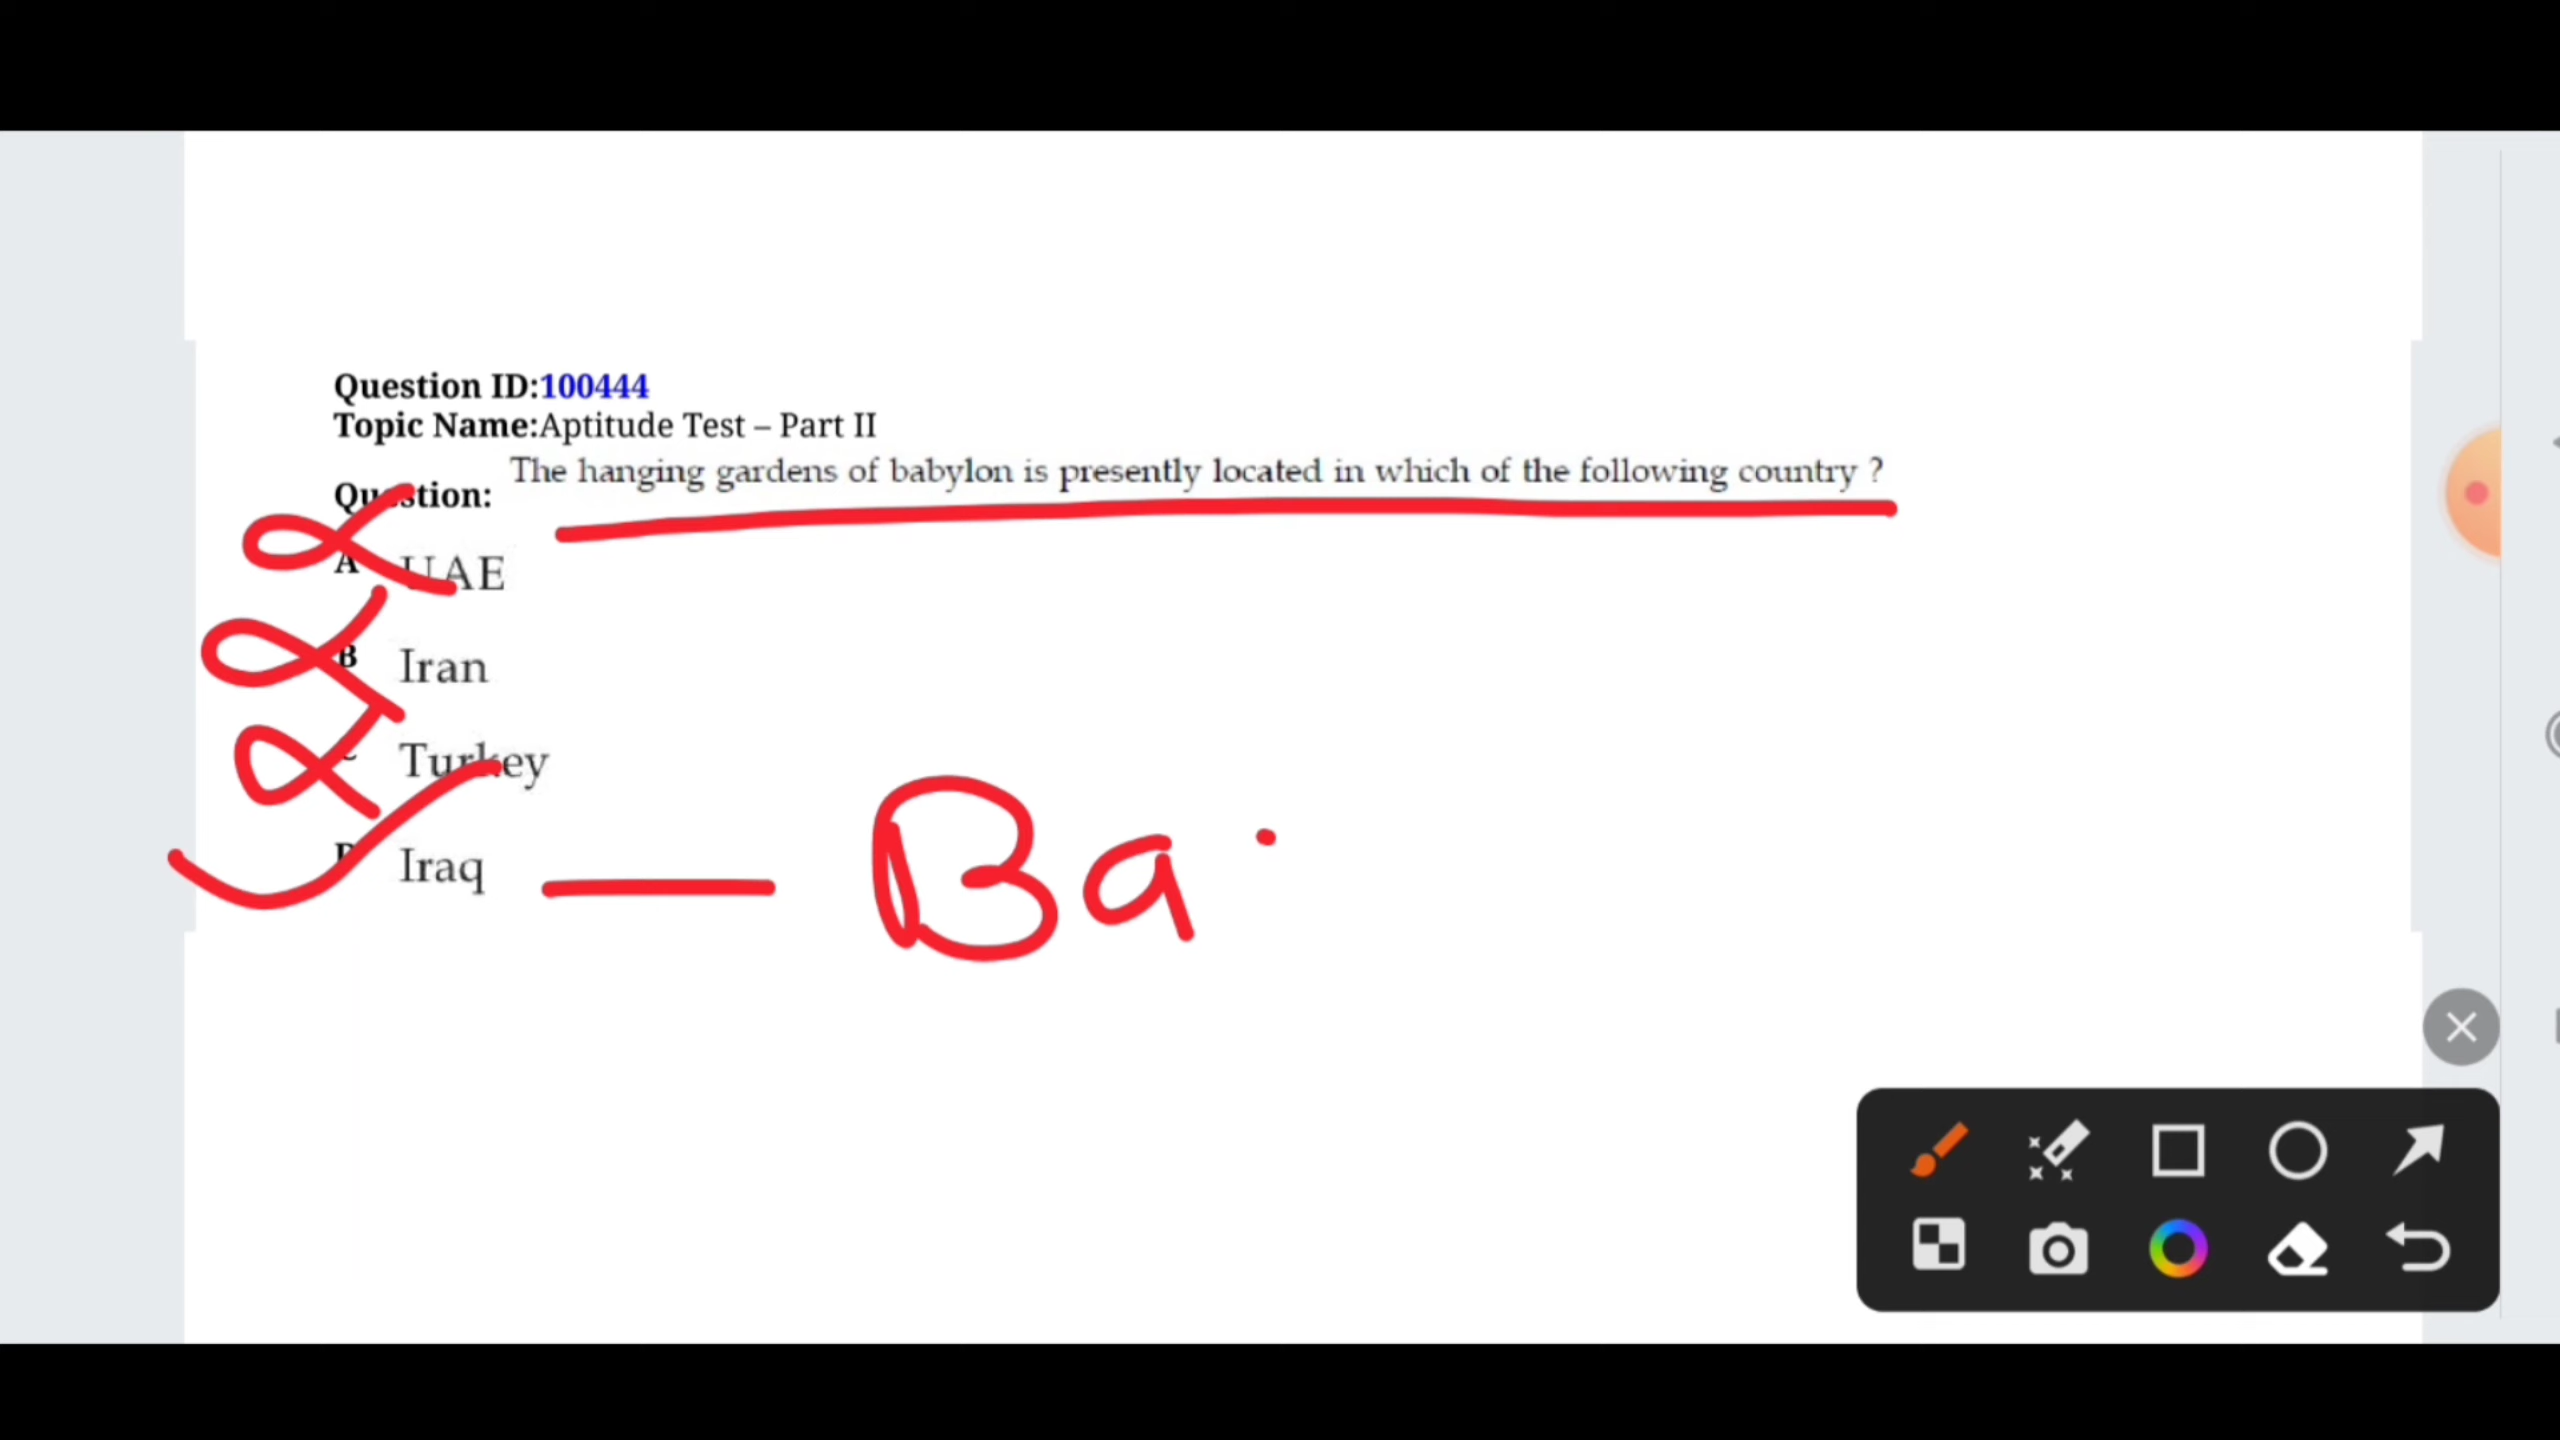 Question ID:100444
Topic Name:Aptitude Test – Part II
Question: The hanging gardens of babylon is presently located in which of the following country ?
A UAE
B Iran
C Turkey
D Iraq — Ba